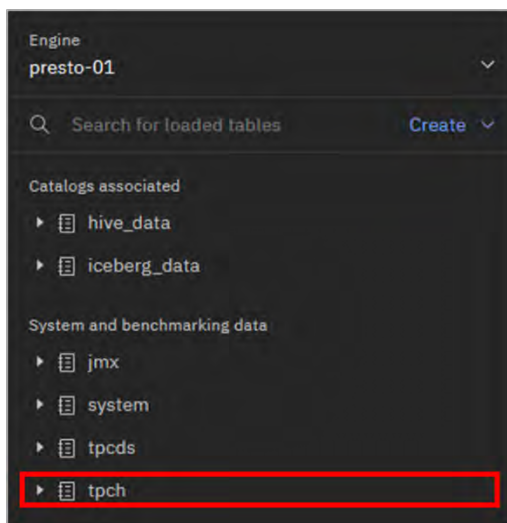 Engine
presto-01
Search for loaded tables Create
Catalogs associated
hive_data
iceberg_data
System and benchmarking data
jmx
system
tpcds
tpch